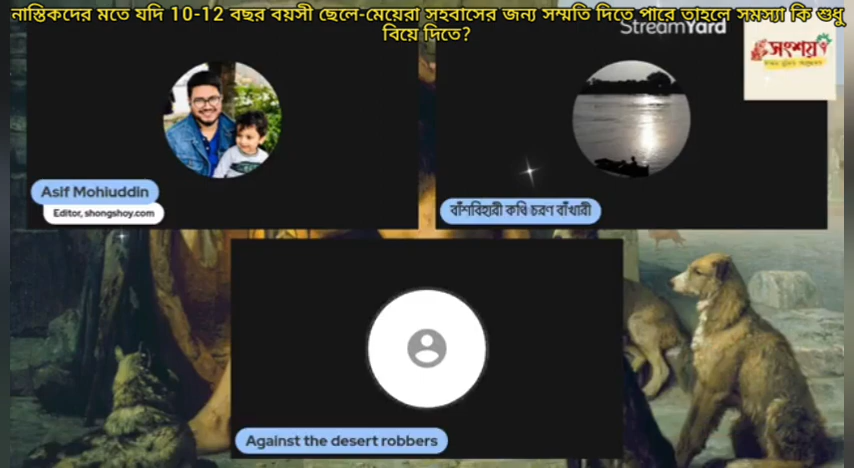 নাস্তিকদের মতে যদি 10-12 বছর বয়সী ছেলে-মেয়েরা সহবাসের জন্য সম্মতি দিতে পারে তাহলে সমস্যা কি শুধু
বিয়ে দিতে?
StreamYard
সংশয়
Asif Mohiuddin
Editor, shongshoy.com
বাঁশবিহারী কবি চরণ বাঁখারী
Against the desert robbers